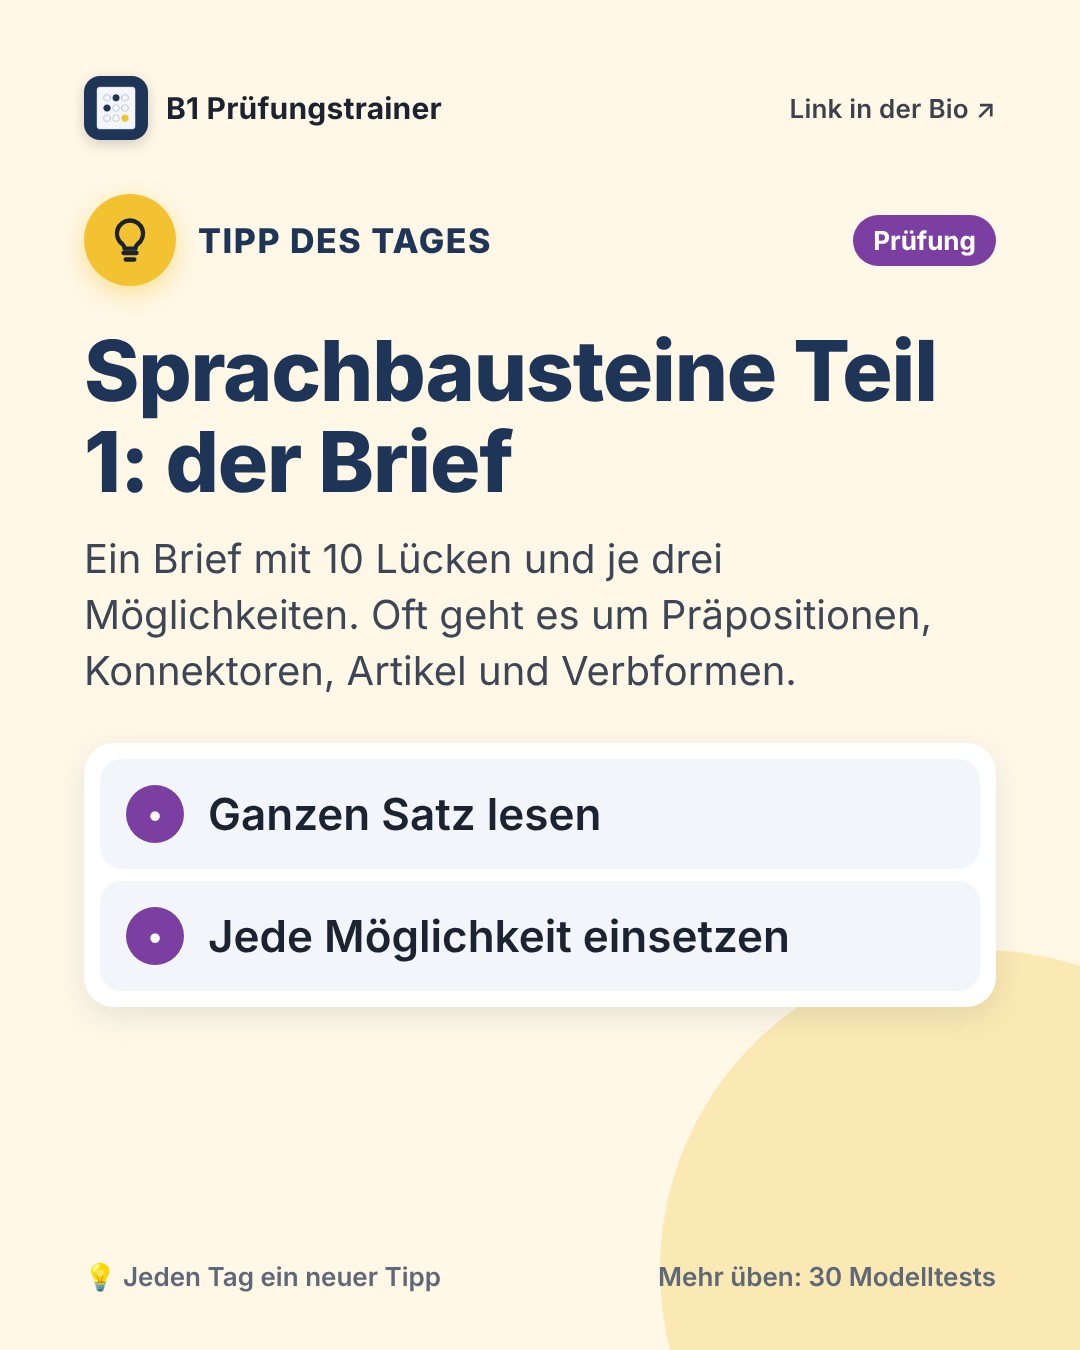 B1 Prüfungstrainer
Link in der Bio ↗
TIPP DES TAGES
Prüfung
Sprachbausteine Teil
1: der Brief
Ein Brief mit 10 Lücken und je drei
Möglichkeiten. Oft geht es um Präpositionen,
Konnektoren, Artikel und Verbformen.
• Ganzen Satz lesen
• Jede Möglichkeit einsetzen
💡 Jeden Tag ein neuer Tipp
Mehr üben: 30 Modelltests